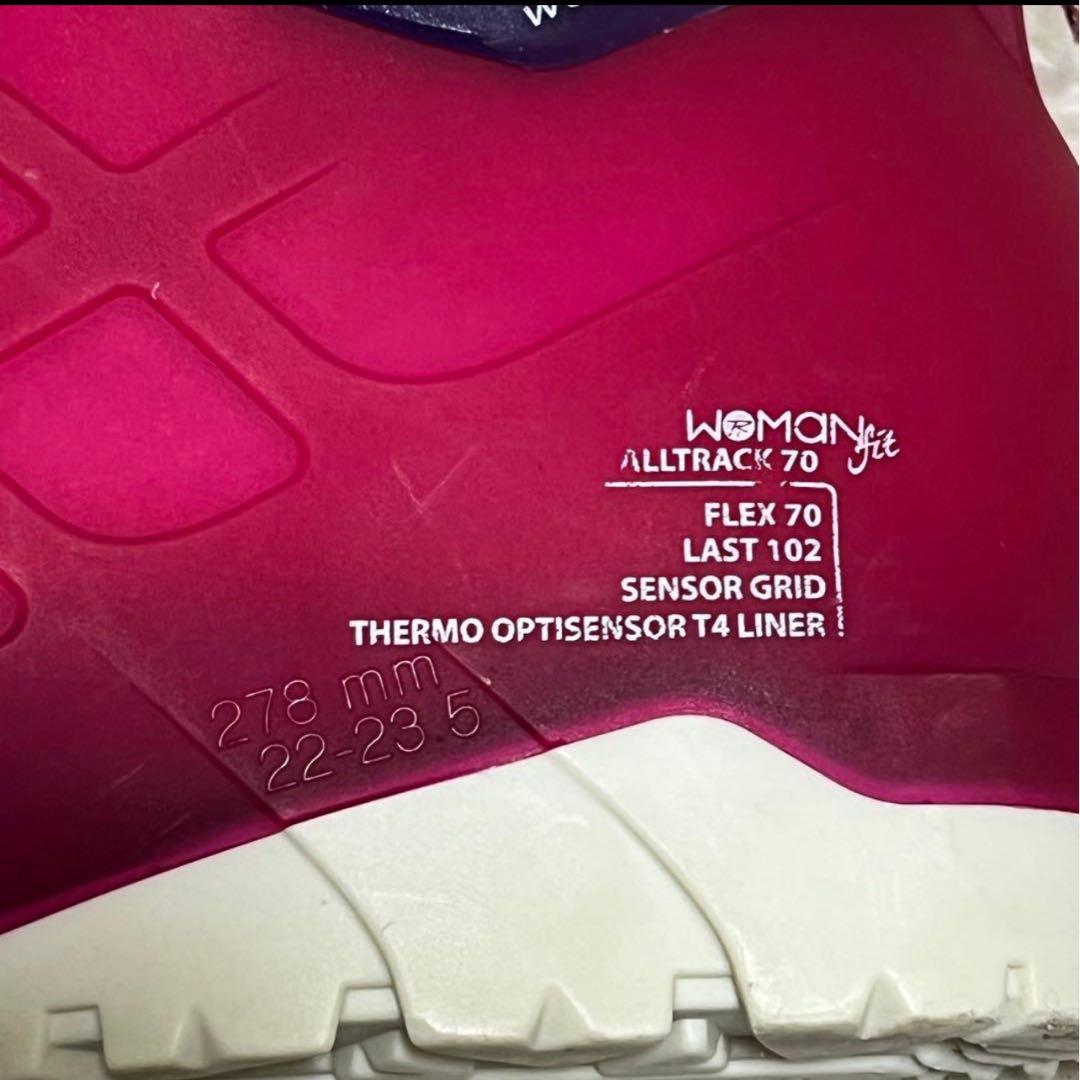 WOMAN fit
ALLTRACK 70
FLEX 70
LAST 102
SENSOR GRID
THERMO OPTISENSOR T4 LINER
278 mm
22-23.5